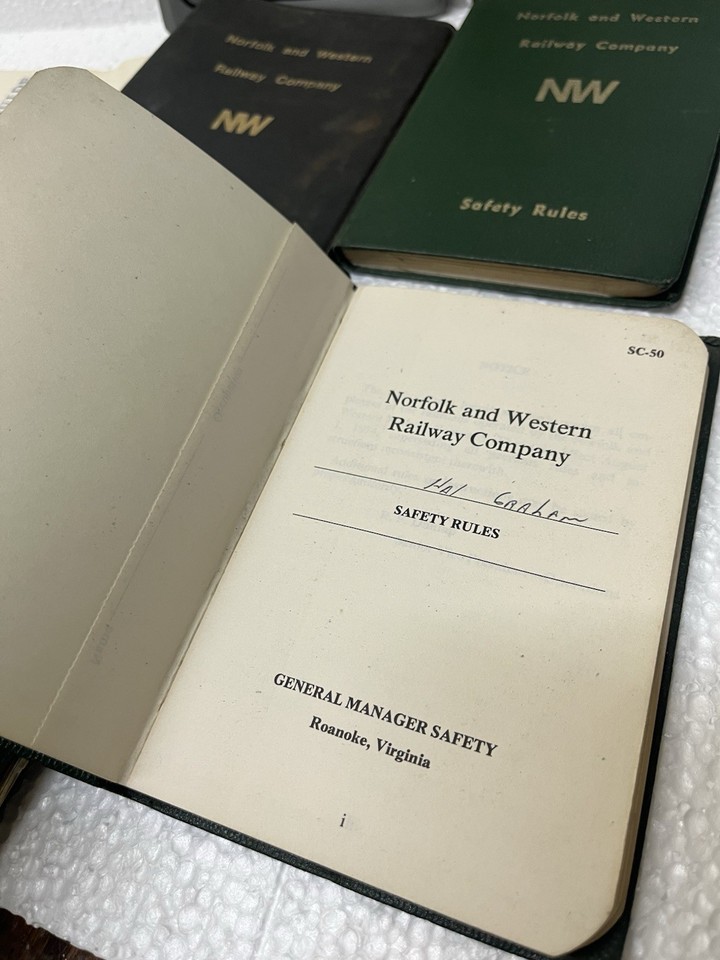 Norfolk and Western
Railway Company
NW
Norfolk and Western
Railway Company
NW
Safety Rules
SC-50
Norfolk and Western
Railway Company
Hal Graham
SAFETY RULES
GENERAL MANAGER SAFETY
Roanoke, Virginia
i